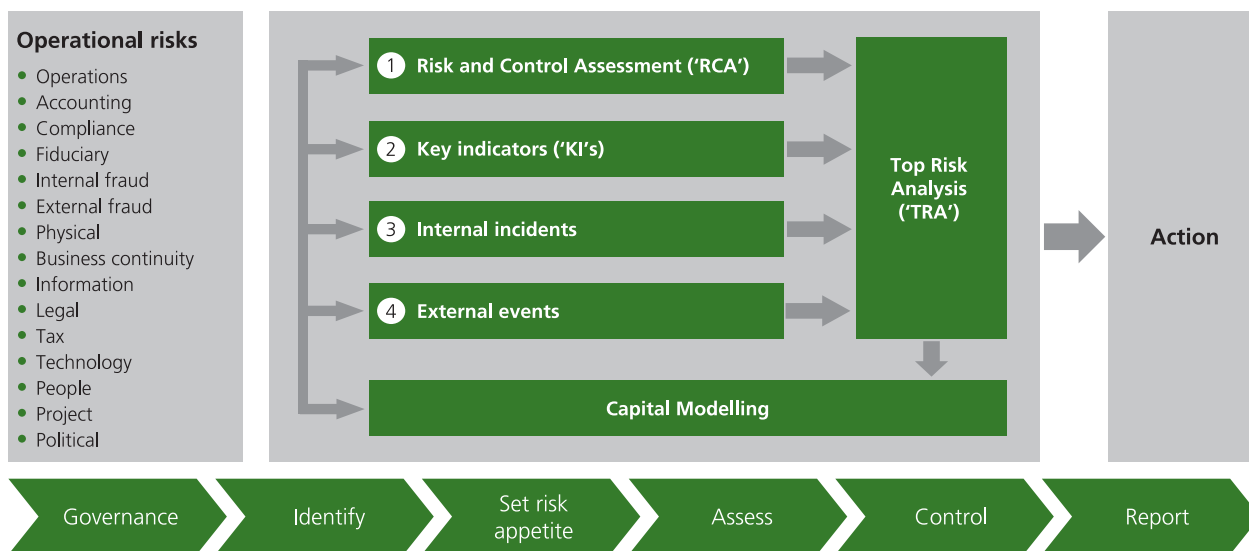 Operational risks
• Operations
• Accounting
• Compliance
• Fiduciary
• Internal fraud
• External fraud
• Physical
• Business continuity
• Information
• Legal
• Tax
• Technology
• People
• Project
• Political
1 Risk and Control Assessment (‘RCA’)
2 Key indicators (‘KI’s)
3 Internal incidents
4 External events
Top Risk
Analysis
(‘TRA’)
Capital Modelling
Action
Governance
Identify
Set risk
appetite
Assess
Control
Report